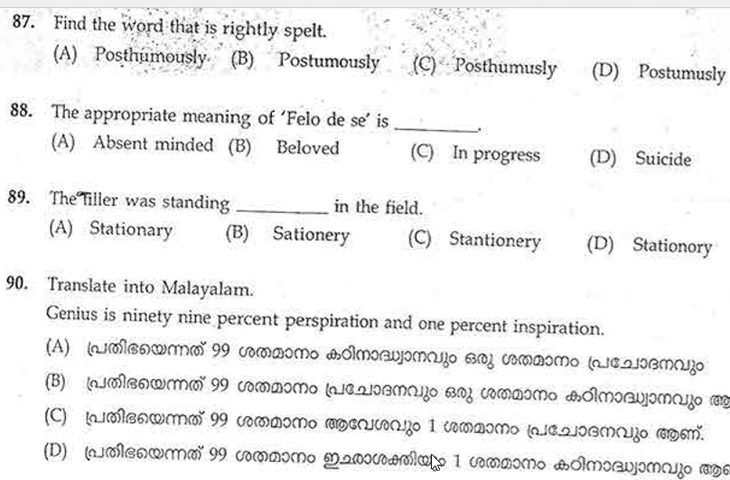 87. Find the word that is rightly spelt.
(A) Posthumously (B) Postumously (C) Posthumusly (D) Postumusly
88. The appropriate meaning of ‘Felo de se’ is ________.
(A) Absent minded (B) Beloved (C) In progress (D) Suicide
89. The Tiller was standing ________ in the field.
(A) Stationary (B) Sationery (C) Stantionery (D) Stationory
90. Translate into Malayalam.
Genius is ninety nine percent perspiration and one percent inspiration.
(A) പ്രതിഭയെന്നത് 99 ശതമാനം കഠിനാദ്ധ്വാനവും ഒരു ശതമാനം പ്രചോദനവും
(B) പ്രതിഭയെന്നത് 99 ശതമാനം പ്രചോദനവും ഒരു ശതമാനം കഠിനാദ്ധ്വാനവും
(C) പ്രതിഭയെന്നത് 99 ശതമാനം ആവേശവും 1 ശതമാനം പ്രചോദനവും ആണ്.
(D) പ്രതിഭയെന്നത് 99 ശതമാനം ഇച്ഛാശക്തിയും 1 ശതമാനം കഠിനാദ്ധ്വാനവും